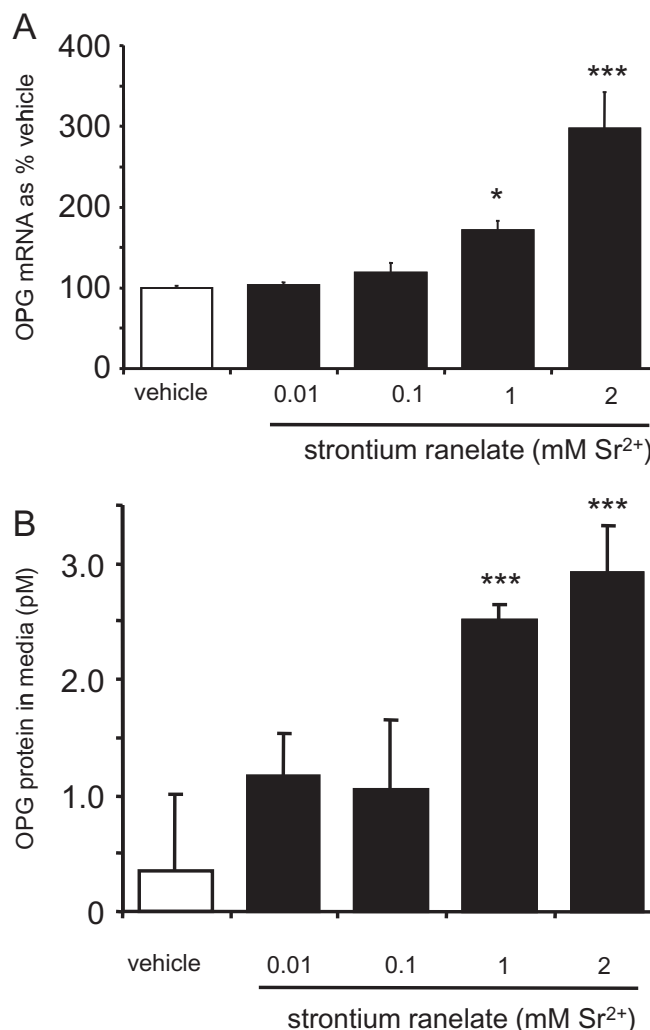 A
OPG mRNA as % vehicle
400
300
200
100
0
*
***
vehicle 0.01 0.1 1 2
strontium ranelate (mM Sr²⁺)
B
OPG protein in media (pM)
3.0
2.0
1.0
0
***
***
vehicle 0.01 0.1 1 2
strontium ranelate (mM Sr²⁺)